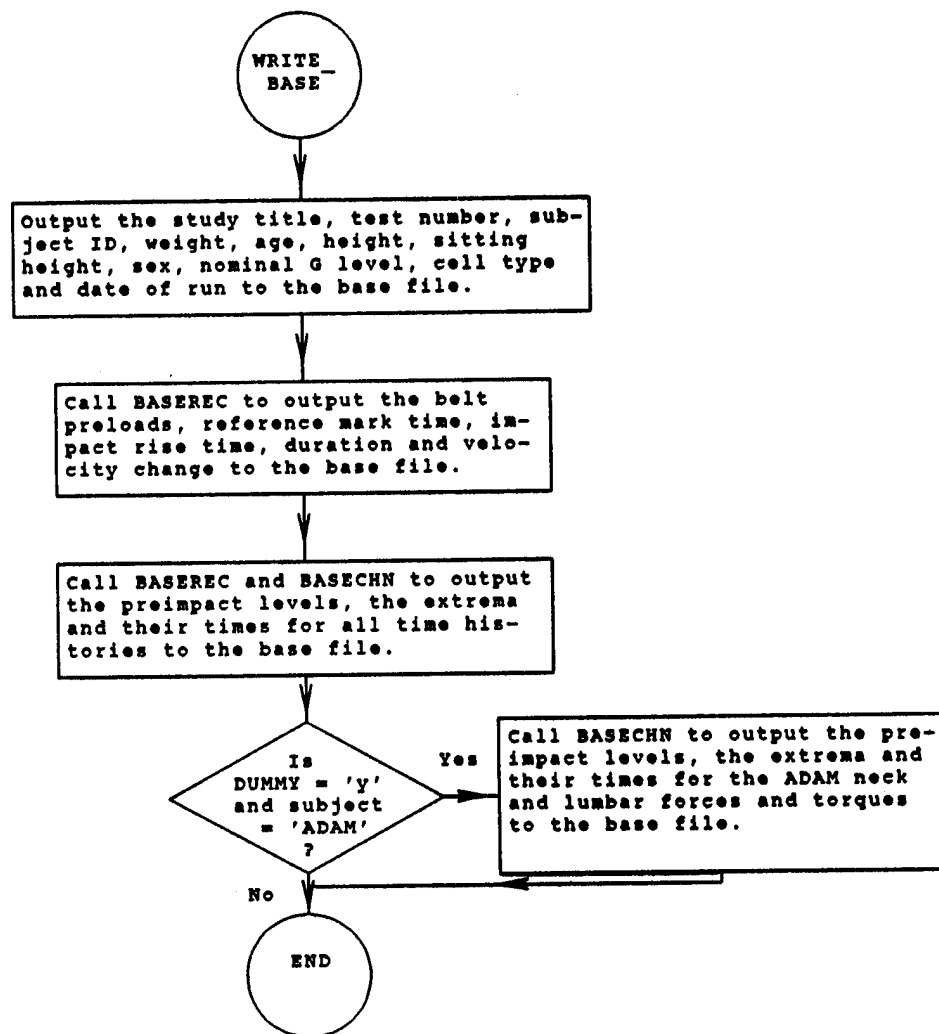 WRITE_
BASE
Output the study title, test number, sub-
ject ID, weight, age, height, sitting
height, sex, nominal G level, cell type
and date of run to the base file.
Call BASEREC to output the belt
preloads, reference mark time, im-
pact rise time, duration and velo-
city change to the base file.
Call BASEREC and BASECHN to output
the preimpact levels, the extrema
and their times for all time his-
tories to the base file.
Is
DUMMY = 'y'
and subject
= 'ADAM'
?
Yes
Call BASECHN to output the pre-
impact levels, the extrema and
their times for the ADAM neck
and lumbar forces and torques
to the base file.
No
END